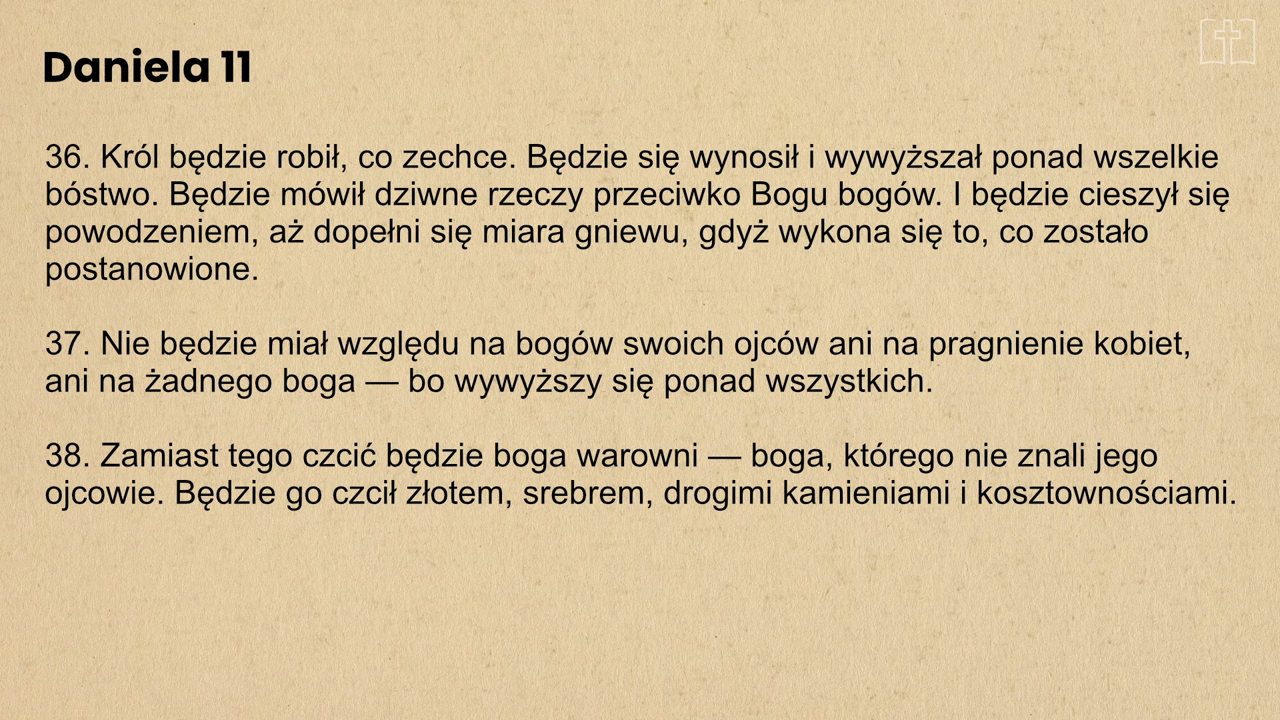 Daniela 11
36. Król będzie robił, co zechce. Będzie się wynosił i wywyższał ponad wszelkie
bóstwo. Będzie mówił dziwne rzeczy przeciwko Bogu bogów. I będzie cieszył się
powodzeniem, aż dopełni się miara gniewu, gdyż wykona się to, co zostało
postanowione.
37. Nie będzie miał względu na bogów swoich ojców ani na pragnienie kobiet,
ani na żadnego boga — bo wywyższy się ponad wszystkich.
38. Zamiast tego czcić będzie boga warowni — boga, którego nie znali jego
ojcowie. Będzie go czcił złotem, srebrem, drogimi kamieniami i kosztownościami.